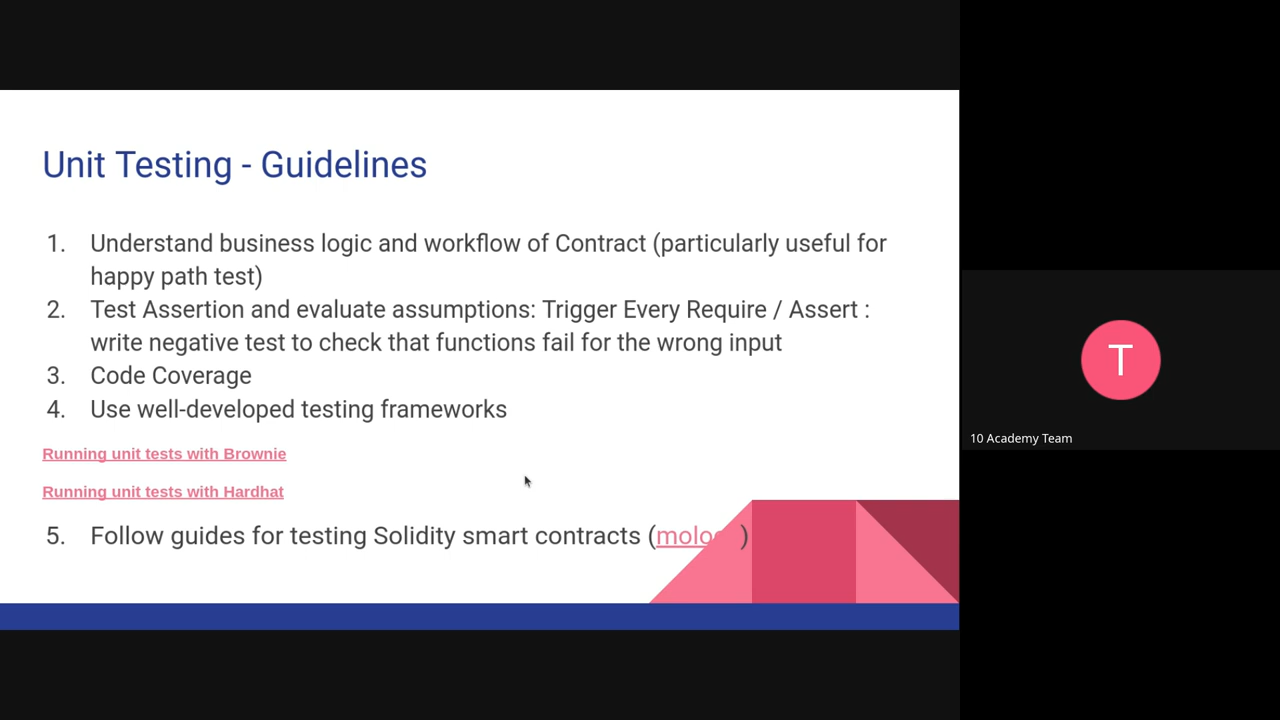 Unit Testing - Guidelines
1. Understand business logic and workflow of Contract (particularly useful for
happy path test)
2. Test Assertion and evaluate assumptions: Trigger Every Require / Assert :
write negative test to check that functions fail for the wrong input
3. Code Coverage
4. Use well-developed testing frameworks
Running unit tests with Brownie
Running unit tests with Hardhat
5. Follow guides for testing Solidity smart contracts ( )
T
10 Academy Team